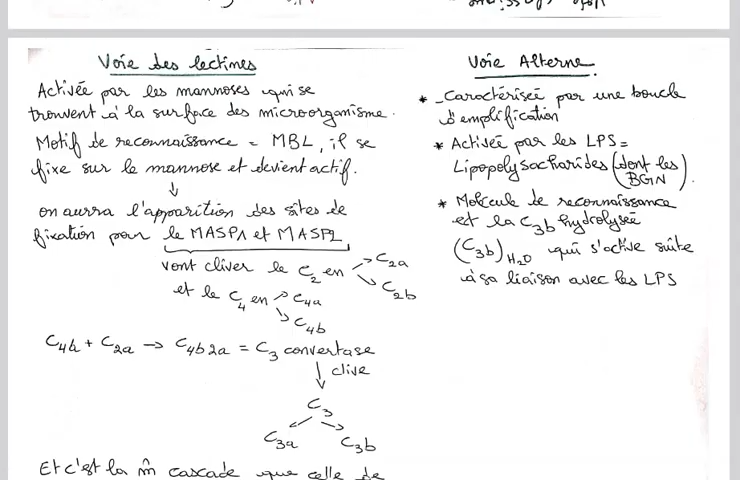 Voie des lectines
Activée par les mannoses qui se
trouvent à la surface des microorganisme.
Motif de reconnaissance = MBL, il se
fixe sur le mannose et devient actif.
↓
on aurra l'apparition des sites de
fixation pour le MASP1 et MASP2
vont cliver le C2 en → C2a
→ C2b
et le C4 en → C4a
→ C4b
C4b + C2a → C4b2a = C3 convertase
↓ clive
C3
C3a C3b
Et c'est la m̂ cascade que celle de
Voie Alterne.
* _Caractérisée par une boucle
d'emplification
* Activée par les LPS =
Lipopolysacharides (dont les
BGN).
* Molécule de reconnaissance
et la C3b hydrolysée
(C3b)H2O qui s'active suite
à sa liaison avec les LPS